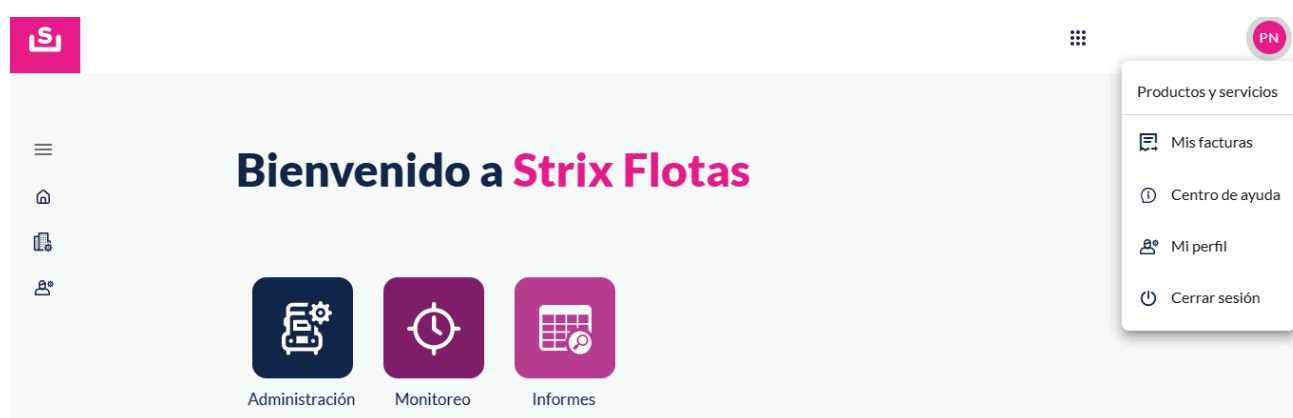 S
PN
Productos y servicios
Mis facturas
Centro de ayuda
Mi perfil
Cerrar sesión
Bienvenido a Strix Flotas
Administración
Monitoreo
Informes